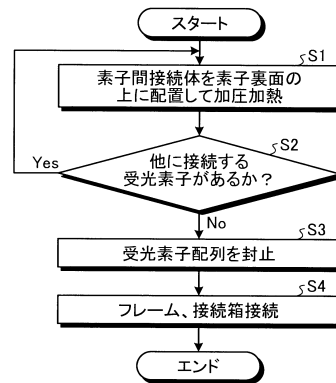 スタート
S1
素子間接続体を素子裏面の
上に配置して加圧加熱
S2
他に接続する
受光素子があるか?
Yes
No
S3
受光素子配列を封止
S4
フレーム、接続箱接続
エンド